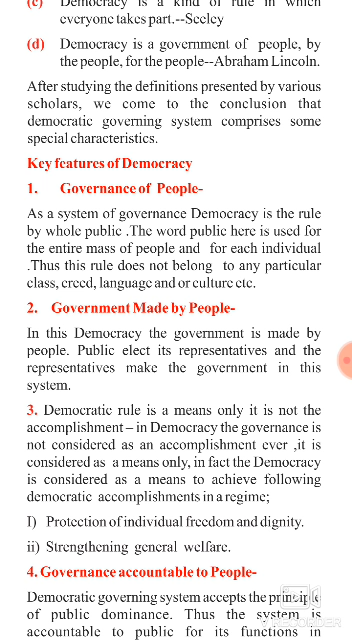 (c) Democracy is a kind of rule in which
everyone takes part.--Seeley
(d) Democracy is a government of people, by
the people, for the people--Abraham Lincoln.
After studying the definitions presented by various
scholars, we come to the conclusion that
democratic governing system comprises some
special characteristics.
Key features of Democracy
1. Governance of People-
As a system of governance Democracy is the rule
by whole public .The word public here is used for
the entire mass of people and for each individual
.Thus this rule does not belong to any particular
class, creed, language and or culture etc.
2. Government Made by People-
In this Democracy the government is made by
people. Public elect its representatives and the
representatives make the government in this
system.
3. Democratic rule is a means only it is not the
accomplishment – in Democracy the governance is
not considered as an accomplishment ever ,it is
considered as a means only, in fact the Democracy
is considered as a means to achieve following
democratic accomplishments in a regime;
I) Protection of individual freedom and dignity.
ii) Strengthening general welfare.
4. Governance accountable to People-
Democratic governing system accepts the principle
of public dominance. Thus the system is
accountable to public for its functions in
RECORDER